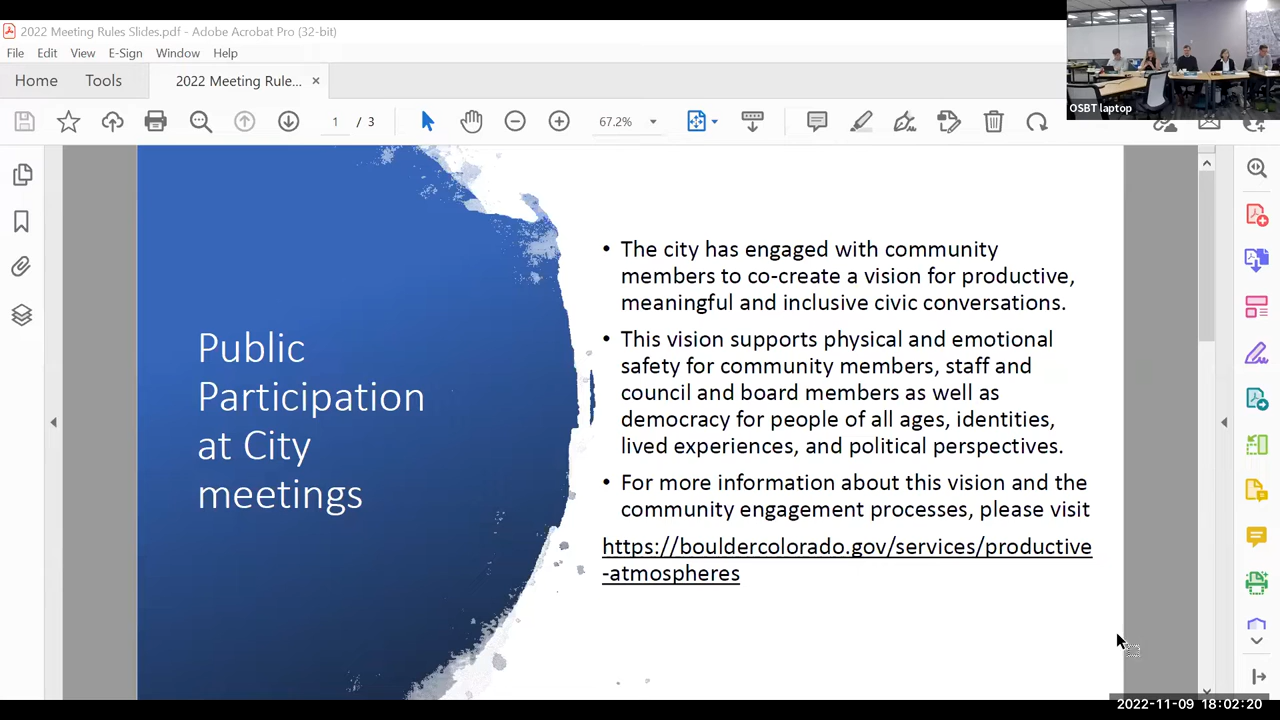 2022 Meeting Rules Slides.pdf - Adobe Acrobat Pro (32-bit)
File Edit View E-Sign Window Help
Home Tools 2022 Meeting Rule... ×
1 / 3 67.2%
OSBT laptop
Public
Participation
at City
meetings
• The city has engaged with community
members to co-create a vision for productive,
meaningful and inclusive civic conversations.
• This vision supports physical and emotional
safety for community members, staff and
council and board members as well as
democracy for people of all ages, identities,
lived experiences, and political perspectives.
• For more information about this vision and the
community engagement processes, please visit
https://bouldercolorado.gov/services/productive
-atmospheres
2022-11-09 18:02:20